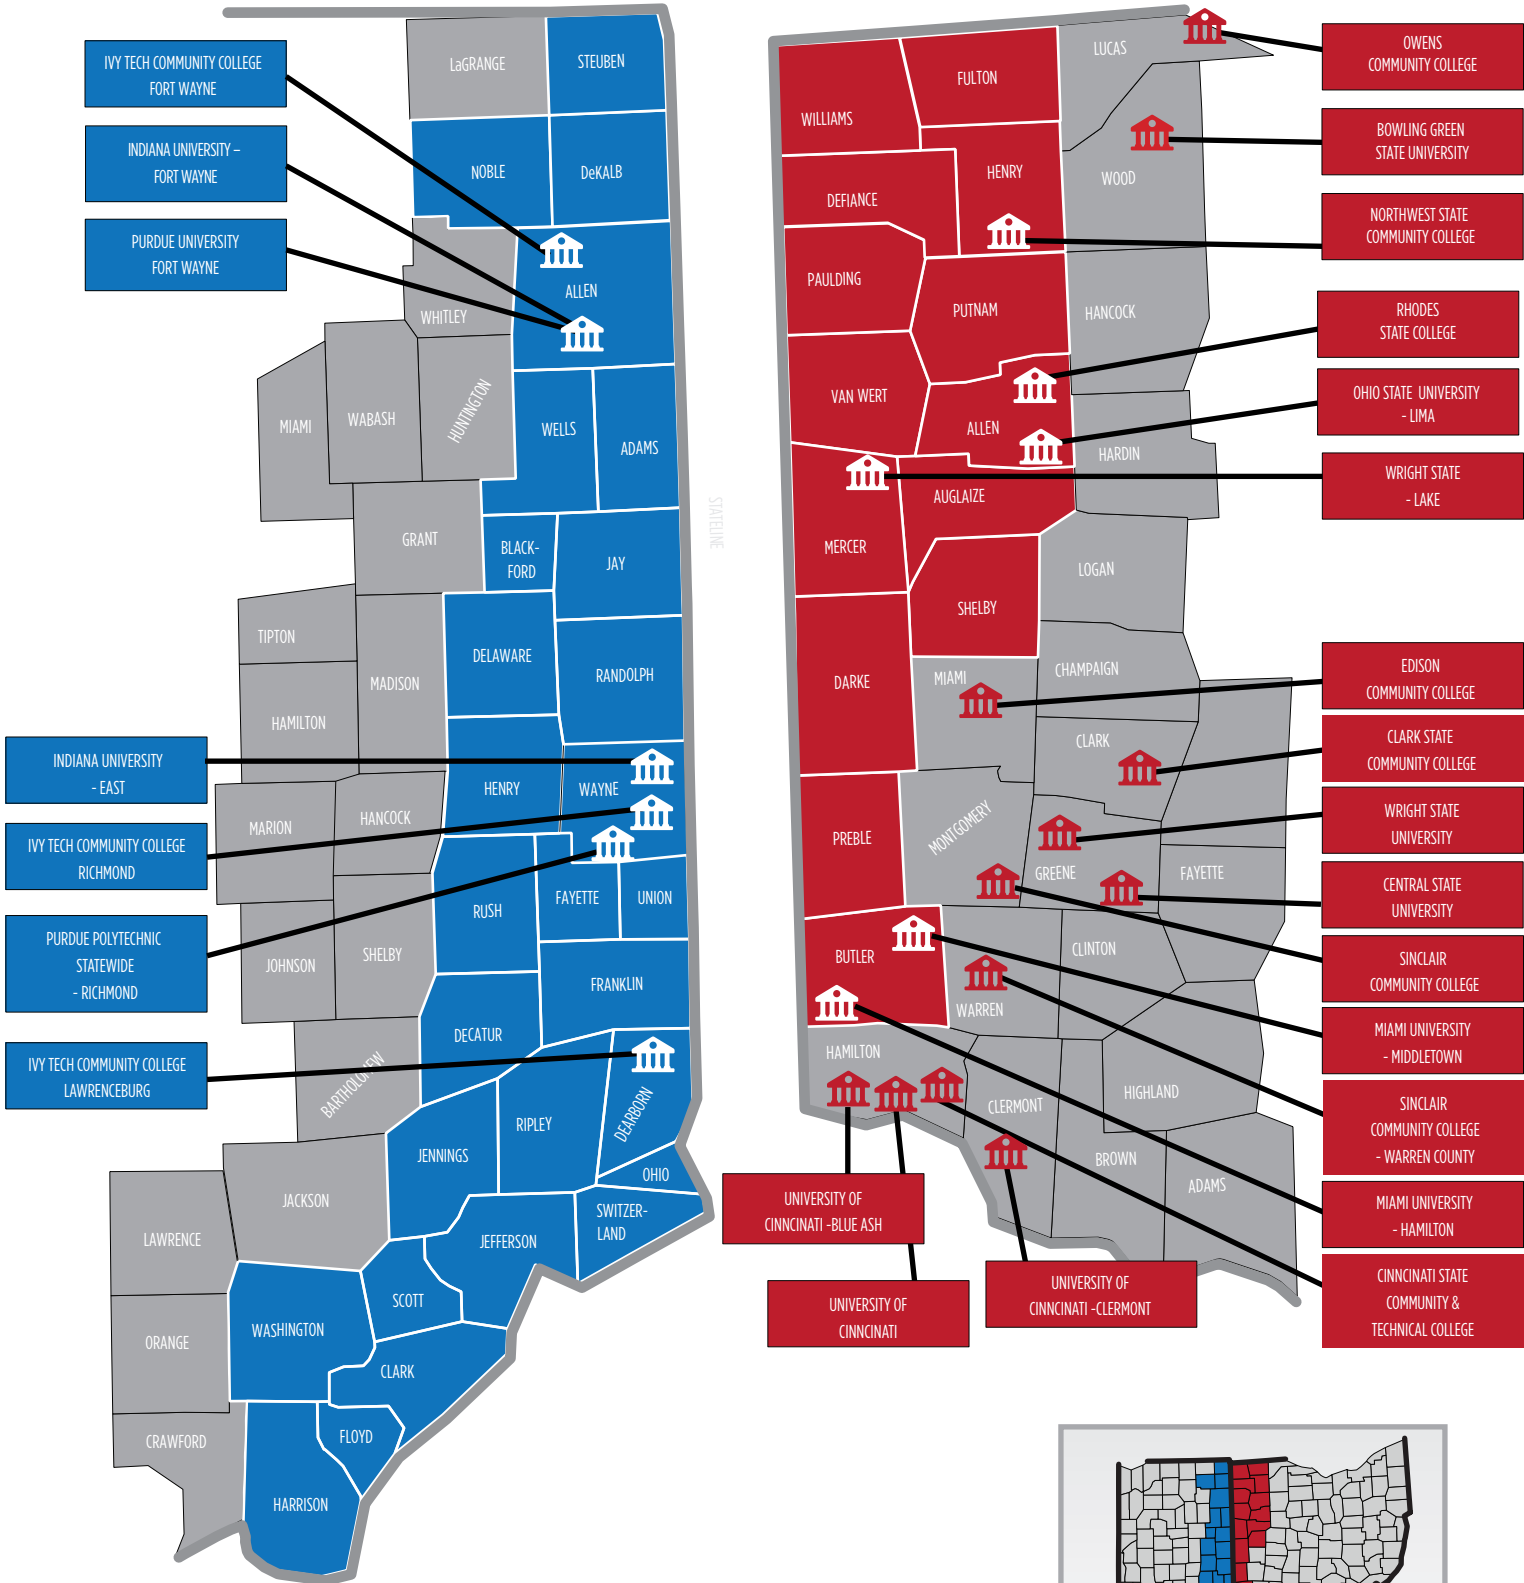 IVY TECH COMMUNITY COLLEGE
FORT WAYNE
INDIANA UNIVERSITY –
FORT WAYNE
PURDUE UNIVERSITY
FORT WAYNE
INDIANA UNIVERSITY
- EAST
IVY TECH COMMUNITY COLLEGE
RICHMOND
PURDUE POLYTECHNIC
STATEWIDE
- RICHMOND
IVY TECH COMMUNITY COLLEGE
LAWRENCEBURG
LaGRANGE
STEUBEN
NOBLE
DeKALB
ALLEN
WHITLEY
HUNTINGTON
WABASH
MIAMI
WELLS
ADAMS
GRANT
BLACK-
FORD
JAY
TIPTON
MADISON
DELAWARE
RANDOLPH
HAMILTON
HENRY
WAYNE
MARION
HANCOCK
RUSH
FAYETTE
UNION
JOHNSON
SHELBY
FRANKLIN
DECATUR
BARTHOLOMEW
RIPLEY
DEARBORN
JENNINGS
OHIO
JACKSON
SWITZER-
LAND
LAWRENCE
JEFFERSON
SCOTT
WASHINGTON
ORANGE
CLARK
FLOYD
CRAWFORD
HARRISON
STATELINE
LUCAS
FULTON
WILLIAMS
HENRY
WOOD
DEFIANCE
PAULDING
PUTNAM
HANCOCK
VAN WERT
ALLEN
HARDIN
AUGLAIZE
MERCER
LOGAN
SHELBY
DARKE
MIAMI
CHAMPAIGN
CLARK
PREBLE
MONTGOMERY
GREENE
FAYETTE
BUTLER
CLINTON
WARREN
HAMILTON
CLERMONT
HIGHLAND
BROWN
ADAMS
OWENS
COMMUNITY COLLEGE
BOWLING GREEN
STATE UNIVERSITY
NORTHWEST STATE
COMMUNITY COLLEGE
RHODES
STATE COLLEGE
OHIO STATE UNIVERSITY
- LIMA
WRIGHT STATE
- LAKE
EDISON
COMMUNITY COLLEGE
CLARK STATE
COMMUNITY COLLEGE
WRIGHT STATE
UNIVERSITY
CENTRAL STATE
UNIVERSITY
SINCLAIR
COMMUNITY COLLEGE
MIAMI UNIVERSITY
- MIDDLETOWN
SINCLAIR
COMMUNITY COLLEGE
- WARREN COUNTY
MIAMI UNIVERSITY
- HAMILTON
CINNCINATI STATE
COMMUNITY &
TECHNICAL COLLEGE
UNIVERSITY OF
CINNCINATI -BLUE ASH
UNIVERSITY OF
CINNCINATI
UNIVERSITY OF
CINNCINATI -CLERMONT